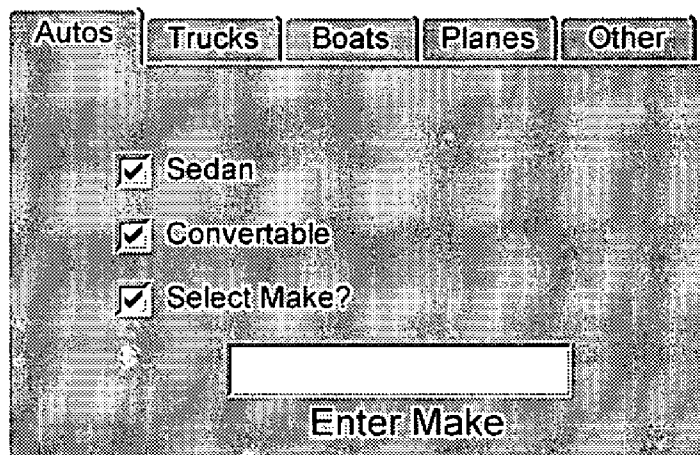 Autos Trucks Boats Planes Other
Sedan
Convertable
Select Make?
Enter Make